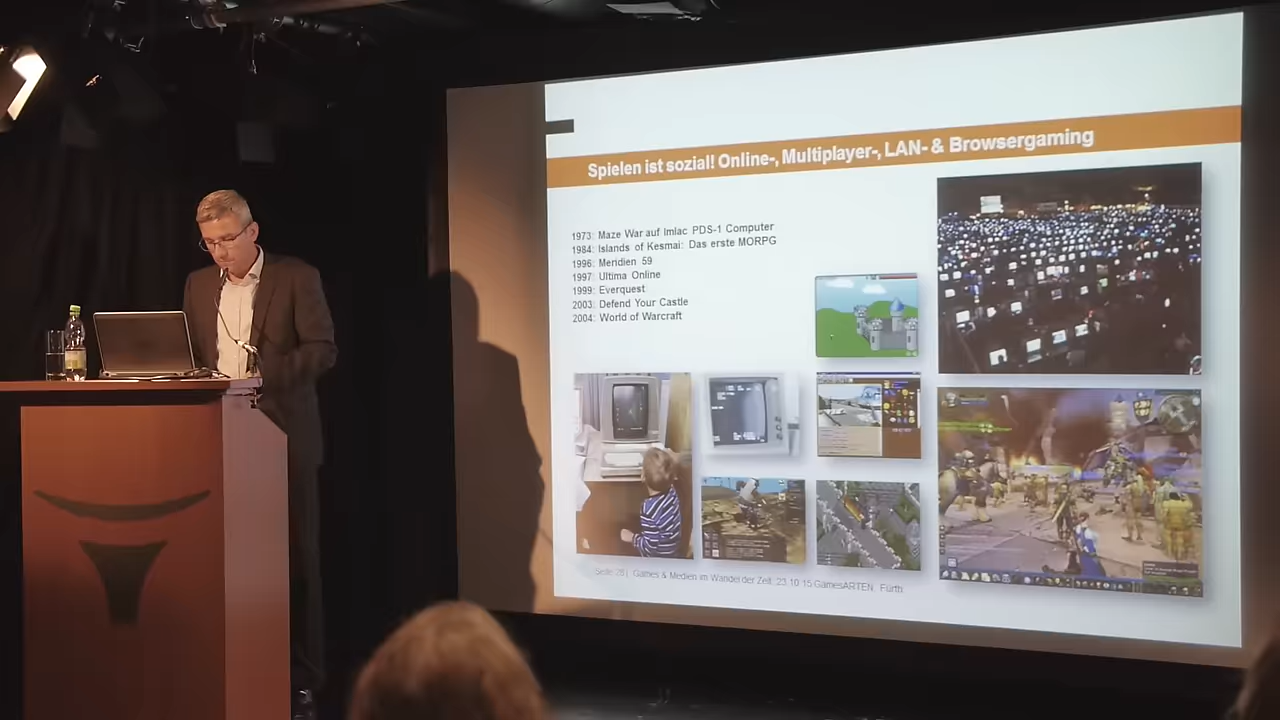 Spielen ist sozial! Online-, Multiplayer-, LAN- & Browsergaming
1973: Maze War auf Imlac PDS-1 Computer
1984: Islands of Kesmai: Das erste MORPG
1996: Meridien 59
1997: Ultima Online
1999: Everquest
2003: Defend Your Castle
2004: World of Warcraft
Seite 28 | Games & Medien im Wandel der Zeit: 23.10.15 GamesARTEN Fürth